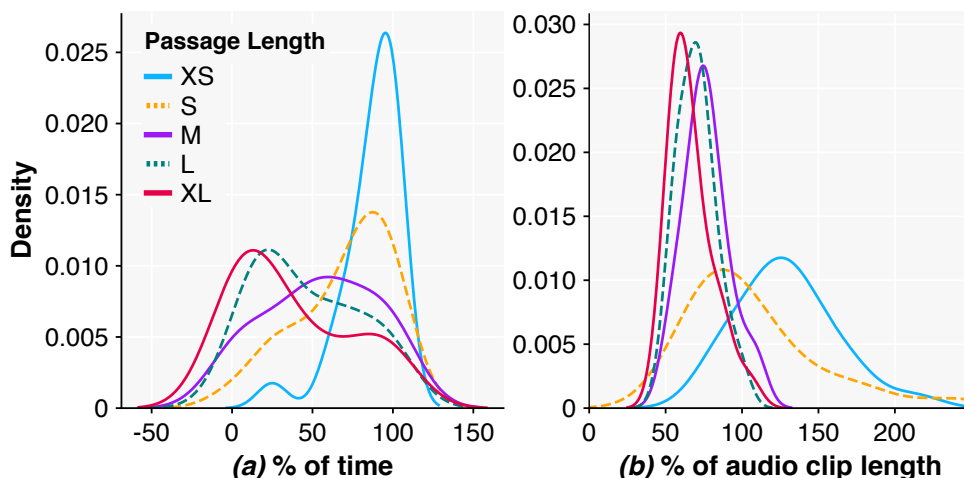 Passage Length
XS
S
M
L
XL
Density
0.025
0.020
0.015
0.010
0.005
0
-50 0 50 100 150
(a) % of time
0.030
0.025
0.020
0.015
0.010
0.005
0
0 50 100 150 200
(b) % of audio clip length